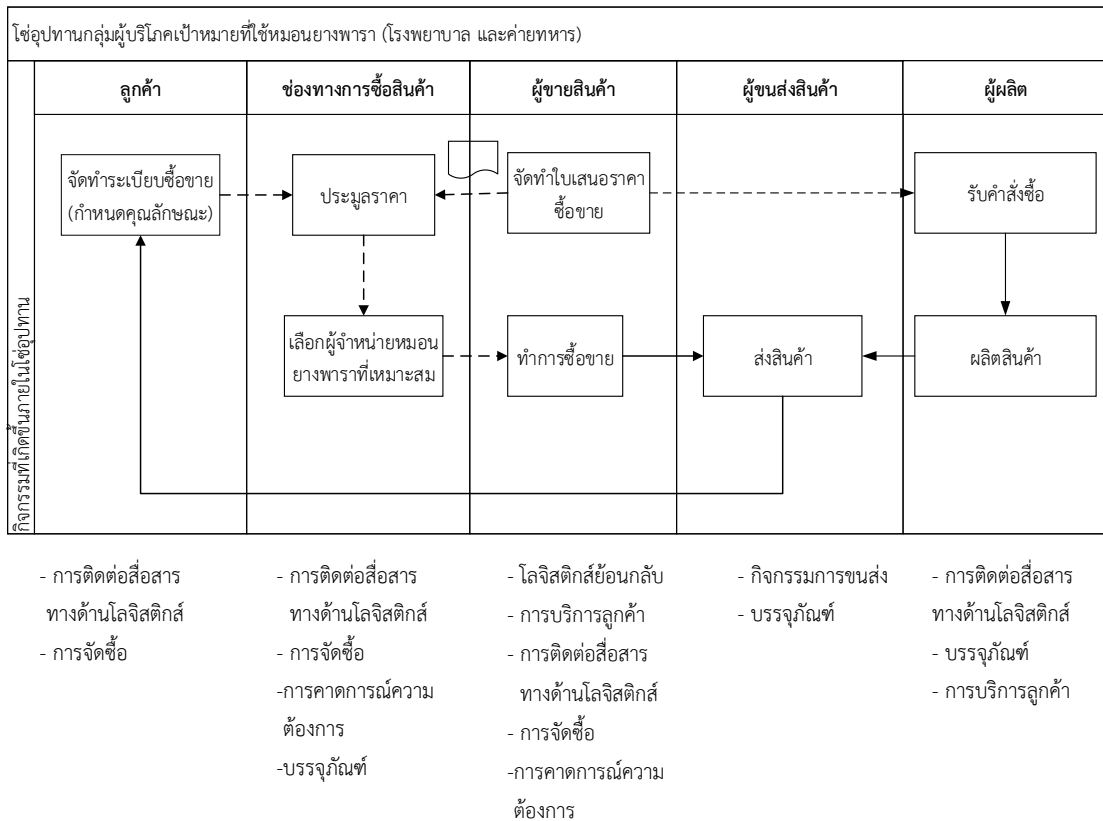 โซ่อุปทานกลุ่มผู้บริโภคเป้าหมายที่ใช้หมอนยางพารา (โรงพยาบาล และค่ายทหาร)
ลูกค้า
ช่องทางการซื้อสินค้า
ผู้ขายสินค้า
ผู้ขนส่งสินค้า
ผู้ผลิต
กิจกรรมที่เกิดขึ้นภายในโซ่อุปทาน
จัดทำระเบียบซื้อขาย
(กำหนดคุณลักษณะ)
ประมูลราคา
จัดทำใบเสนอราคา
ซื้อขาย
รับคำสั่งซื้อ
เลือกผู้จำหน่ายหมอน
ยางพาราที่เหมาะสม
ทำการซื้อขาย
ส่งสินค้า
ผลิตสินค้า
- การติดต่อสื่อสาร
ทางด้านโลจิสติกส์
- การจัดซื้อ
- การติดต่อสื่อสาร
ทางด้านโลจิสติกส์
- การจัดซื้อ
-การคาดการณ์ความ
ต้องการ
-บรรจุภัณฑ์
- โลจิสติกส์ย้อนกลับ
- การบริการลูกค้า
- การติดต่อสื่อสาร
ทางด้านโลจิสติกส์
- การจัดซื้อ
-การคาดการณ์ความ
ต้องการ
- กิจกรรมการขนส่ง
- บรรจุภัณฑ์
- การติดต่อสื่อสาร
ทางด้านโลจิสติกส์
- บรรจุภัณฑ์
- การบริการลูกค้า